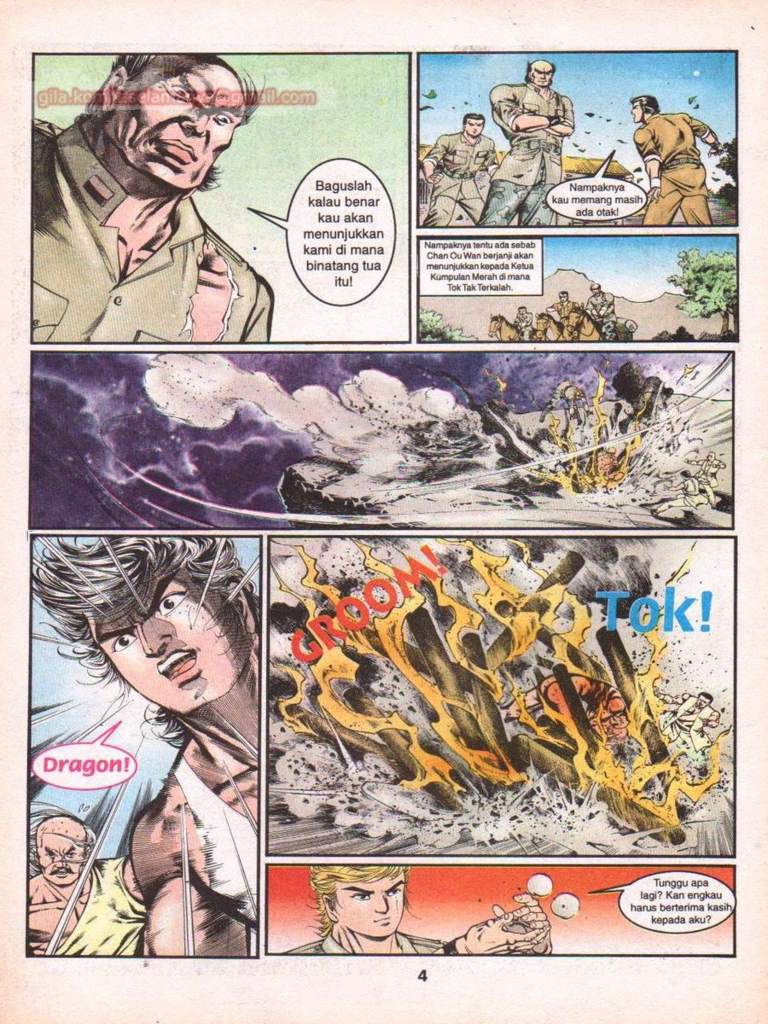 Baguslah
kalau benar
kau akan
menunjukkan
kami di mana
binatang tua
itu!
Nampaknya
kau memang masih
ada otak!
Nampaknya tentu ada sebab
Chan Ou Wan berjanji akan
menunjukkan kepada Ketua
Kumpulan Merah di mana
Tok Tak Terkalah.
Dragon!
GROOM!
Tok!
Tunggu apa
lagi? Kan engkau
harus berterima kasih
kepada aku?
4